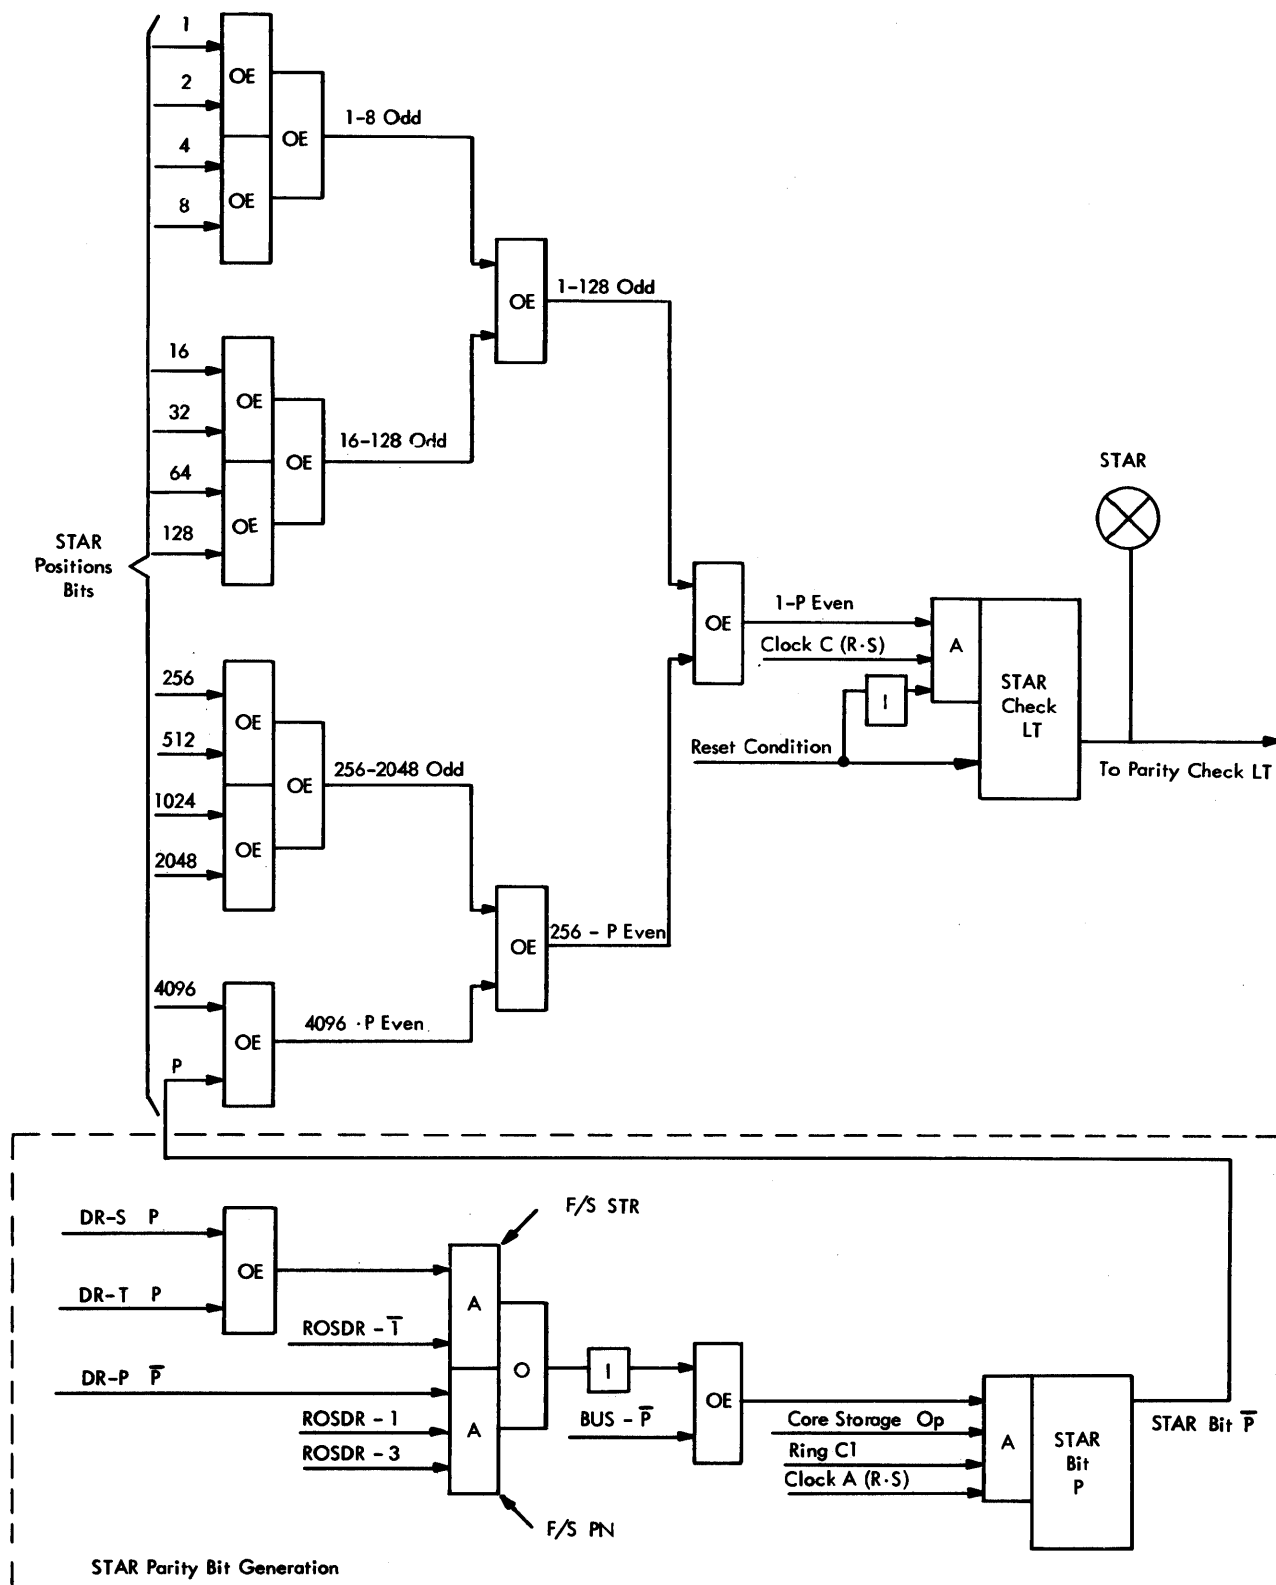 1
OE
2
OE
1-8 Odd
4
OE
8
OE
1-128 Odd
16
OE
32
OE
16-128 Odd
64
OE
128
STAR
Positions
Bits
STAR
OE
1-P Even
Clock C (R·S)
A
I
STAR
Check
LT
Reset Condition
To Parity Check LT
256
OE
512
OE
256-2048 Odd
1024
OE
2048
OE
256 - P Even
4096
OE
4096 · P Even
P
DR-S P
OE
DR-T P
F/S STR
A
ROSDR - 1̅
O
I
DR-P P̅
ROSDR - 1
A
ROSDR - 3
BUS - P̅
OE
Core Storage Op
Ring C1
Clock A (R·S)
A
STAR
Bit
P
STAR Bit P̅
F/S PN
STAR Parity Bit Generation